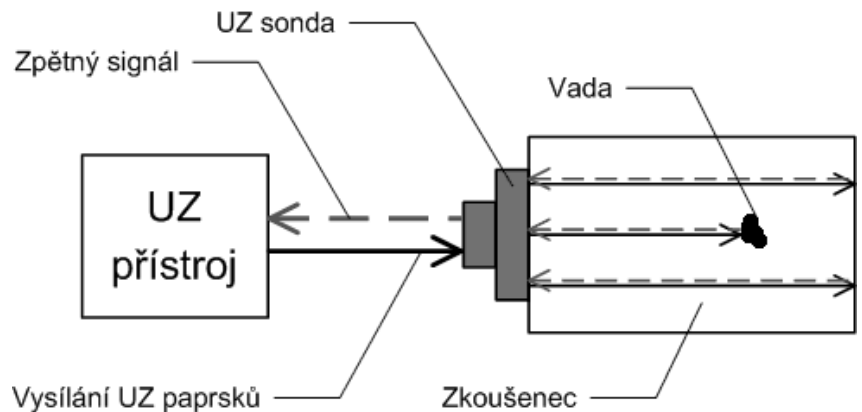 UZ sonda
Zpětný signál
Vada
UZ
přístroj
Vysílání UZ paprsků
Zkoušenec